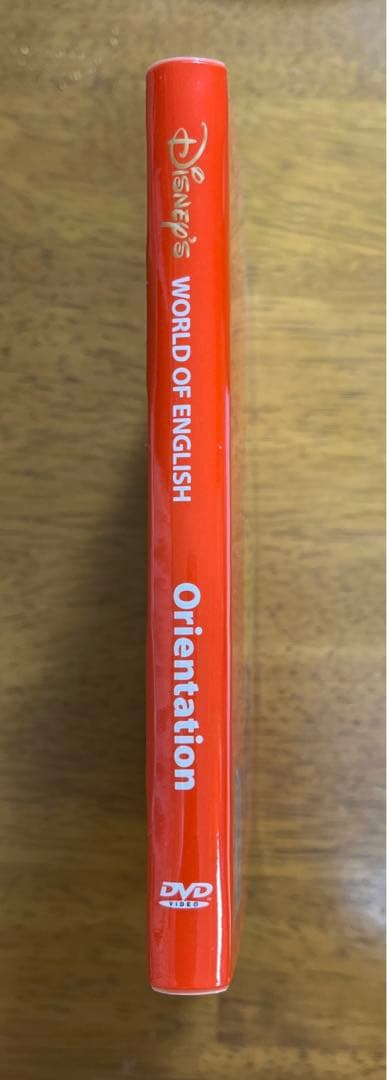 Disney's
WORLD OF ENGLISH
Orientation
DVD
VIDEO